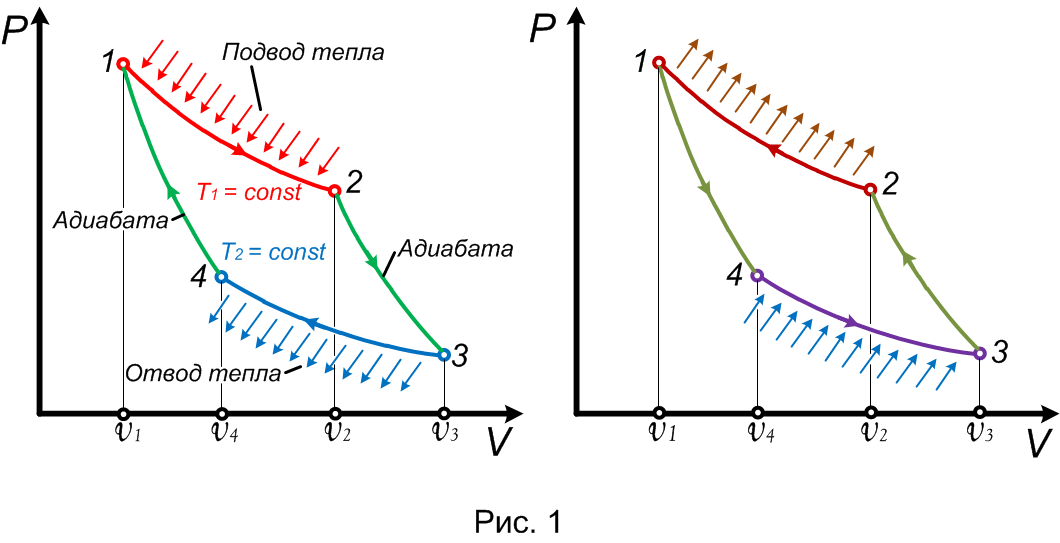 P
1
Подвод тепла
2
T1 = const
Адиабата
T2 = const
Адиабата
4
3
Отвод тепла
v1
v4
v2
v3
V
P
1
2
4
3
v1
v4
v2
v3
V
Рис. 1